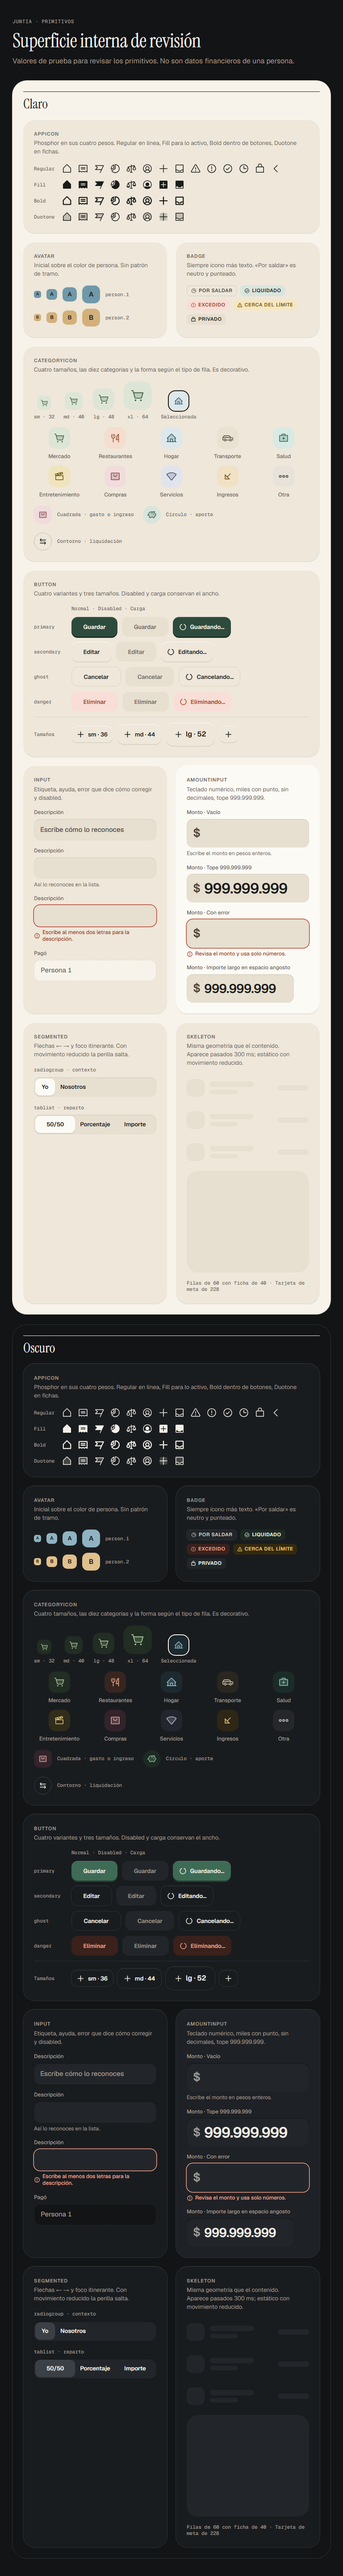 JUNTIA · PRIMITIVOS
Superficie interna de revisión
Valores de prueba para revisar los primitivos. No son datos financieros de una persona.
Claro
APPICON
Phosphor en sus cuatro pesos. Regular en línea, Fill para lo activo, Bold dentro de botones, Duotone
en fichas.
Regular
Fill
Bold
Duotone
AVATAR
Inicial sobre el color de persona. Sin patrón
de tramo.
A A A A person.1
B B B B person.2
BADGE
Siempre icono más texto. «Por saldar» es
neutro y punteado.
POR SALDAR LIQUIDADO
EXCEDIDO CERCA DEL LÍMITE
PRIVADO
CATEGORYICON
Cuatro tamaños, las diez categorías y la forma según el tipo de fila. Es decorativo.
sm · 32 md · 40 lg · 48 xl · 64 Seleccionada
Mercado Restaurantes Hogar Transporte Salud
Entretenimiento Compras Servicios Ingresos Otra
Cuadrada · gasto o ingreso Círculo · aporte
Contorno · liquidación
BUTTON
Cuatro variantes y tres tamaños. Disabled y carga conservan el ancho.
Normal · Disabled · Carga
primary Guardar Guardar Guardando…
secondary Editar Editar Editando…
ghost Cancelar Cancelar Cancelando…
danger Eliminar Eliminar Eliminando…
Tamaños sm · 36 md · 44 lg · 52
INPUT
Etiqueta, ayuda, error que dice cómo corregir
y disabled.
Descripción
Escribe cómo lo reconoces
Descripción
Así lo reconoces en la lista.
Descripción
Escribe al menos dos letras para la
descripción.
Pagó
Persona 1
AMOUNTINPUT
Teclado numérico, miles con punto, sin
decimales, tope 999.999.999.
Monto · Vacío
$
Escribe el monto en pesos enteros.
Monto · Tope 999.999.999
$ 999.999.999
Monto · Con error
$
Revisa el monto y usa solo números.
Monto · Importe largo en espacio angosto
$ 999.999.999
SEGMENTED
Flechas ← → y foco itinerante. Con
movimiento reducido la perilla salta.
radiogroup · contexto
Yo Nosotros
tablist · reparto
50/50 Porcentaje Importe
SKELETON
Misma geometría que el contenido.
Aparece pasados 300 ms; estático con
movimiento reducido.
Filas de 60 con ficha de 40 · Tarjeta de
meta de 220
Oscuro
APPICON
Phosphor en sus cuatro pesos. Regular en línea, Fill para lo activo, Bold dentro de botones, Duotone
en fichas.
Regular
Fill
Bold
Duotone
AVATAR
Inicial sobre el color de persona. Sin patrón
de tramo.
A A A A person.1
B B B B person.2
BADGE
Siempre icono más texto. «Por saldar» es
neutro y punteado.
POR SALDAR LIQUIDADO
EXCEDIDO CERCA DEL LÍMITE
PRIVADO
CATEGORYICON
Cuatro tamaños, las diez categorías y la forma según el tipo de fila. Es decorativo.
sm · 32 md · 40 lg · 48 xl · 64 Seleccionada
Mercado Restaurantes Hogar Transporte Salud
Entretenimiento Compras Servicios Ingresos Otra
Cuadrada · gasto o ingreso Círculo · aporte
Contorno · liquidación
BUTTON
Cuatro variantes y tres tamaños. Disabled y carga conservan el ancho.
Normal · Disabled · Carga
primary Guardar Guardar Guardando…
secondary Editar Editar Editando…
ghost Cancelar Cancelar Cancelando…
danger Eliminar Eliminar Eliminando…
Tamaños sm · 36 md · 44 lg · 52
INPUT
Etiqueta, ayuda, error que dice cómo corregir
y disabled.
Descripción
Escribe cómo lo reconoces
Descripción
Así lo reconoces en la lista.
Descripción
Escribe al menos dos letras para la
descripción.
Pagó
Persona 1
AMOUNTINPUT
Teclado numérico, miles con punto, sin
decimales, tope 999.999.999.
Monto · Vacío
$
Escribe el monto en pesos enteros.
Monto · Tope 999.999.999
$ 999.999.999
Monto · Con error
$
Revisa el monto y usa solo números.
Monto · Importe largo en espacio angosto
$ 999.999.999
SEGMENTED
Flechas ← → y foco itinerante. Con
movimiento reducido la perilla salta.
radiogroup · contexto
Yo Nosotros
tablist · reparto
50/50 Porcentaje Importe
SKELETON
Misma geometría que el contenido.
Aparece pasados 300 ms; estático con
movimiento reducido.
Filas de 60 con ficha de 40 · Tarjeta de
meta de 220